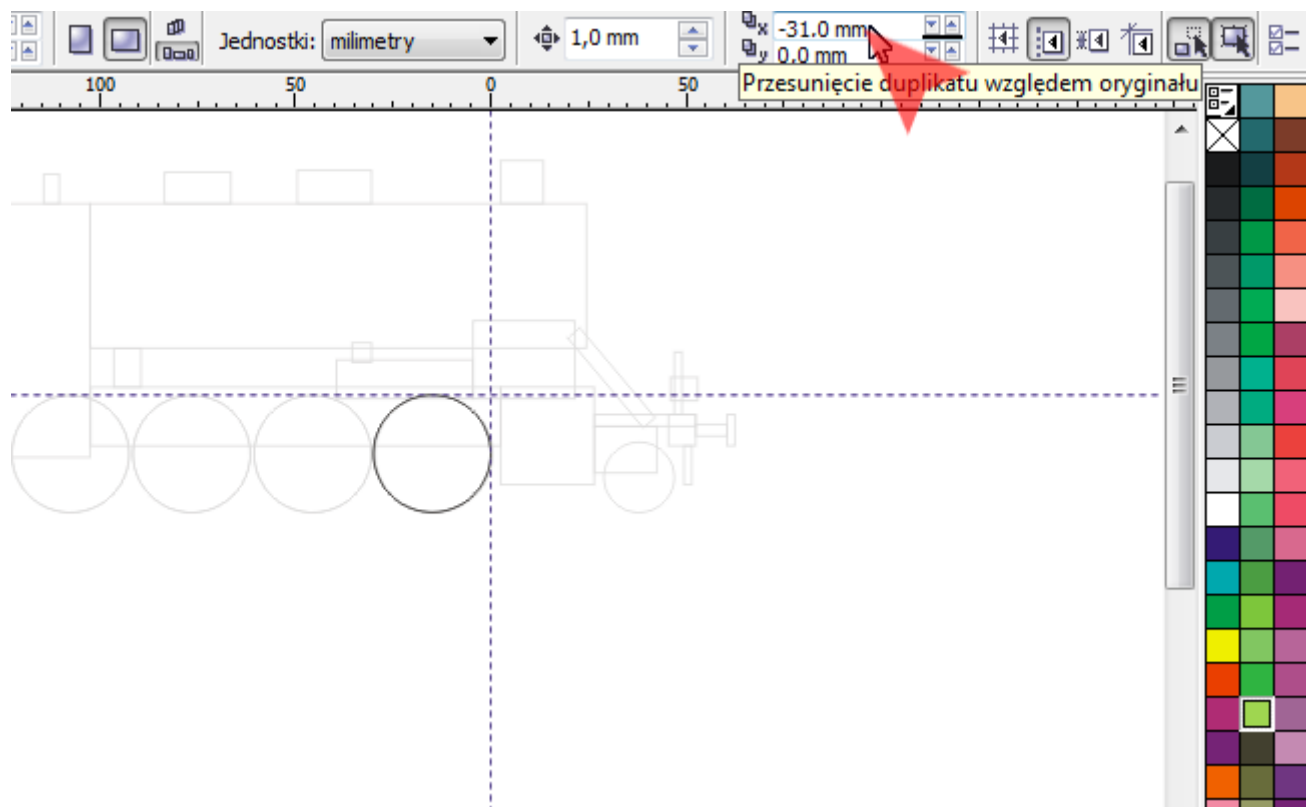 Jednostki: milimetry 1,0 mm x -31.0 mm
y 0,0 mm
Przesunięcie duplikatu względem oryginału
100 50 0 50